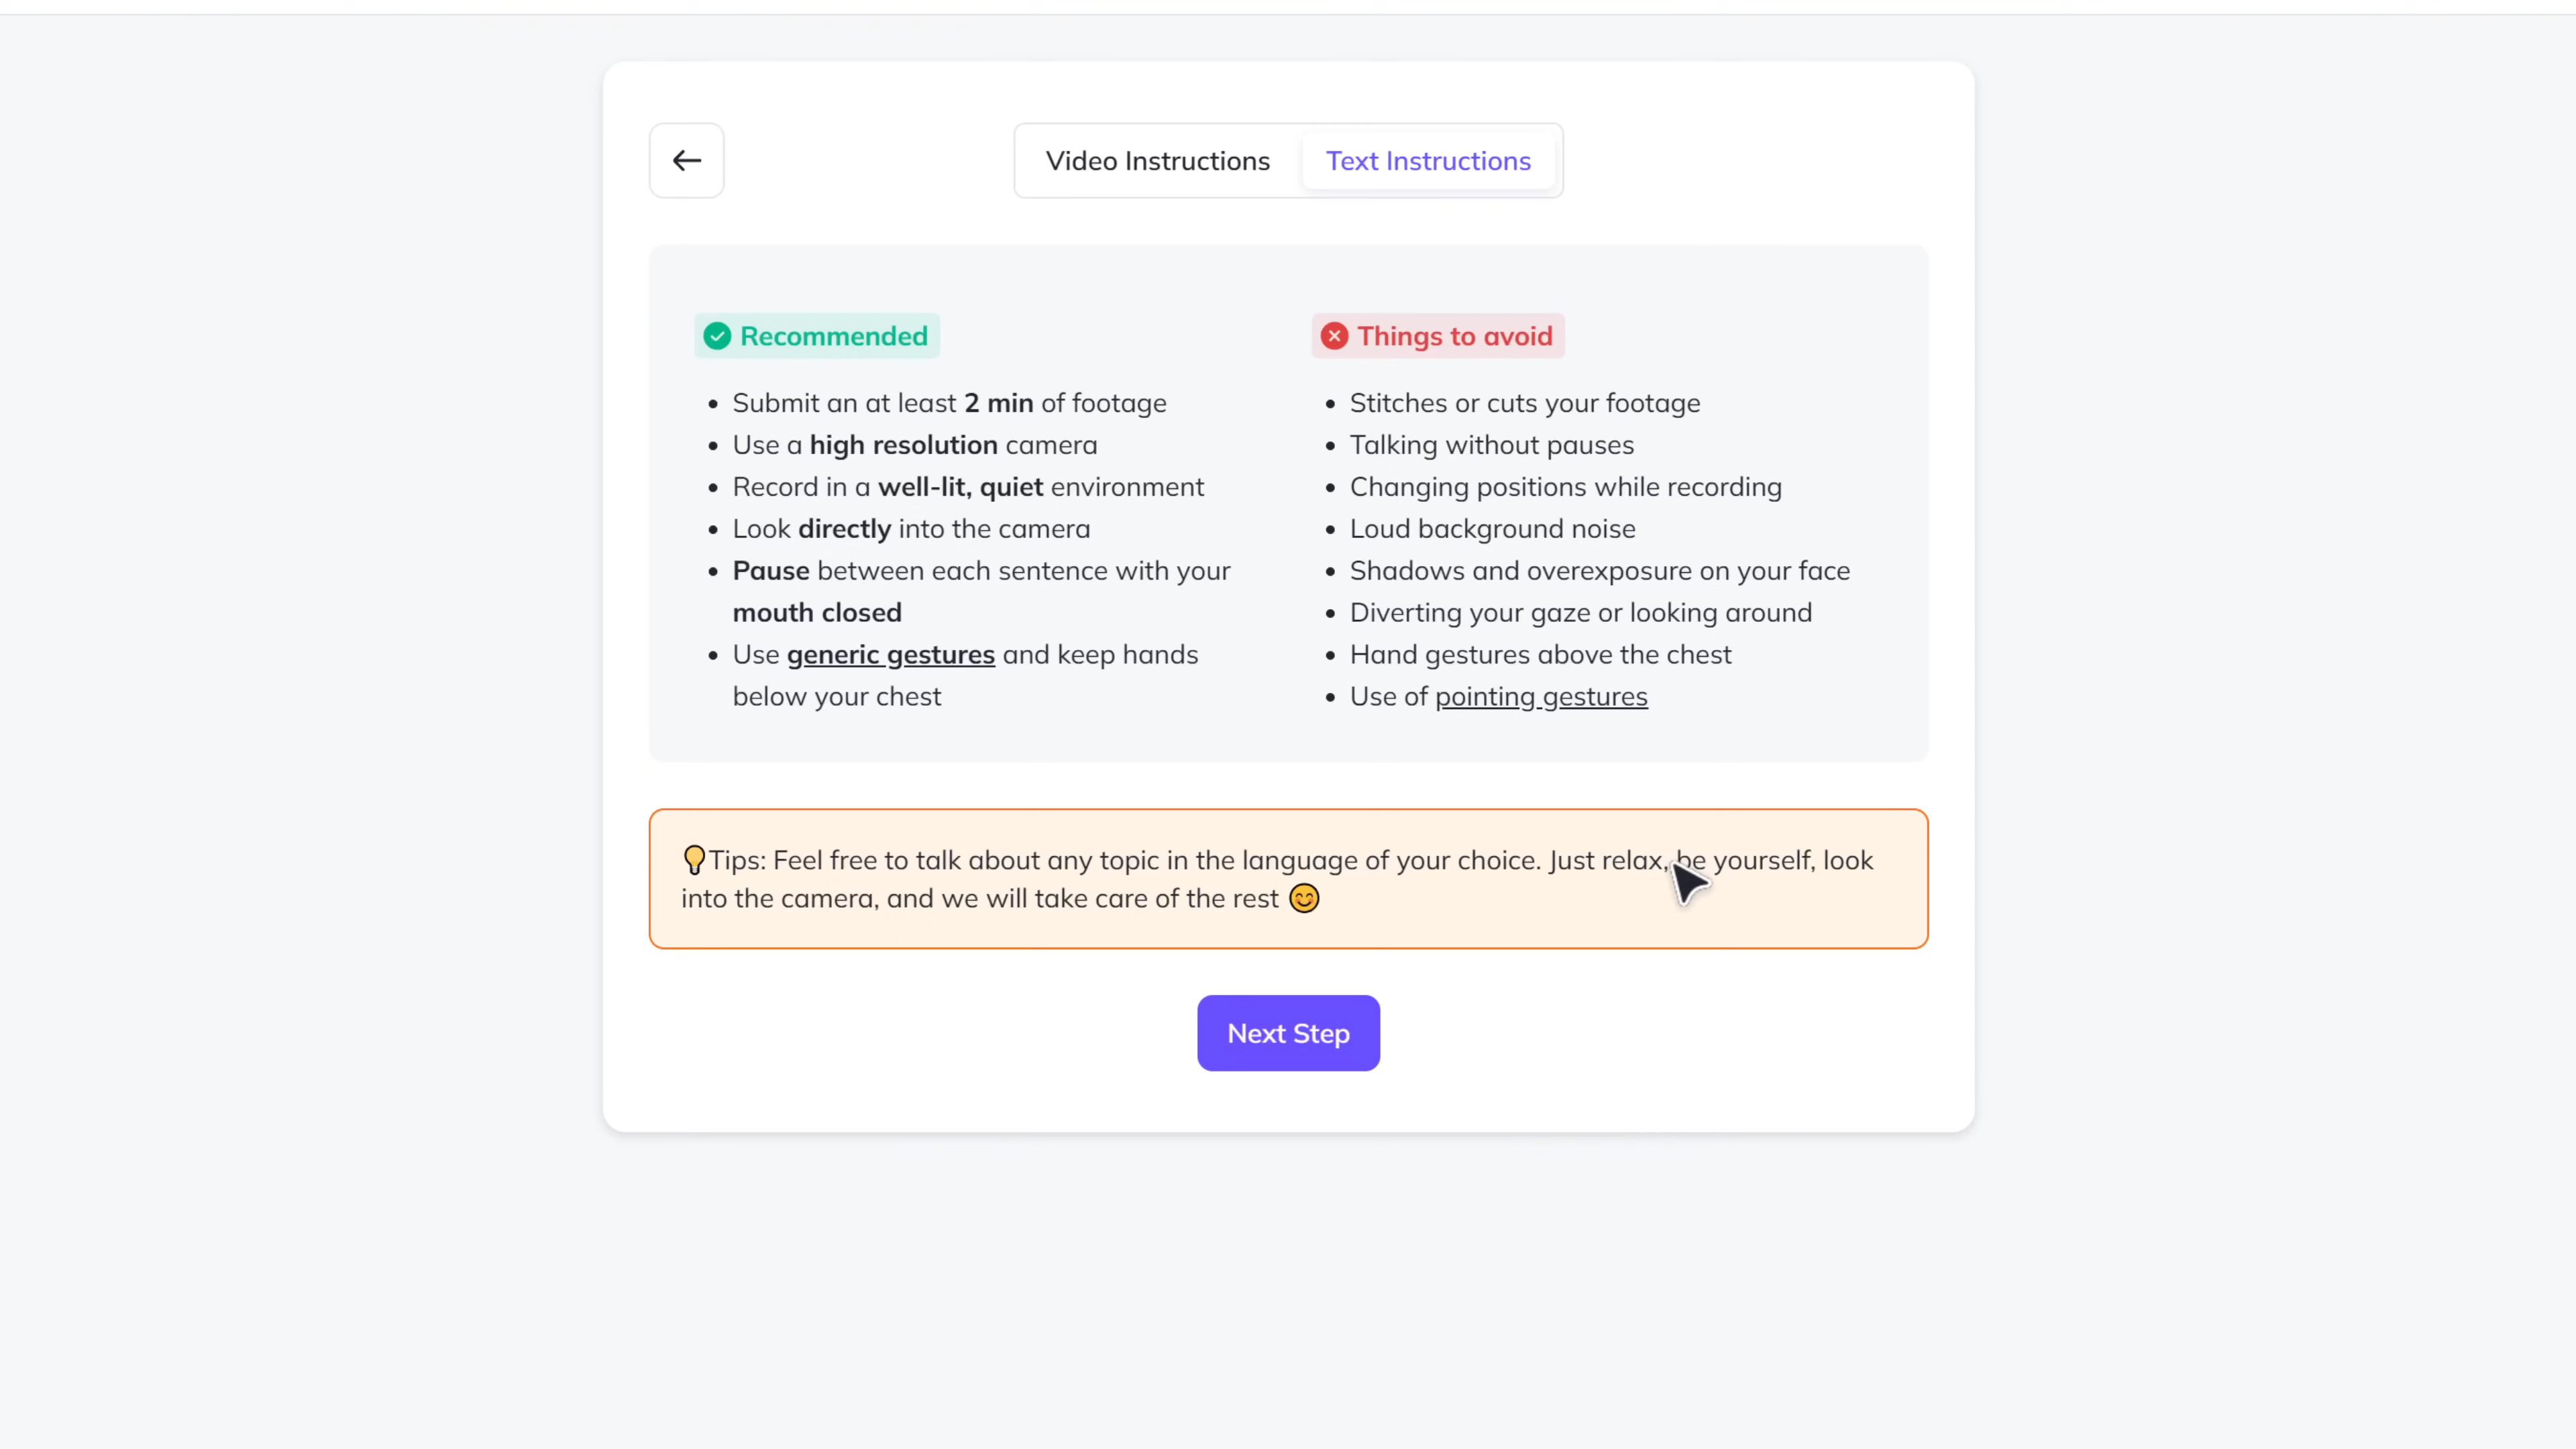 Video Instructions
Text Instructions
Recommended
Submit an at least 2 min of footage
Use a high resolution camera
Record in a well-lit, quiet environment
Look directly into the camera
Pause between each sentence with your
mouth closed
Use generic gestures and keep hands
below your chest
Things to avoid
Stitches or cuts your footage
Talking without pauses
Changing positions while recording
Loud background noise
Shadows and overexposure on your face
Diverting your gaze or looking around
Hand gestures above the chest
Use of pointing gestures
Tips: Feel free to talk about any topic in the language of your choice. Just relax, be yourself, look
into the camera, and we will take care of the rest 😊
Next Step